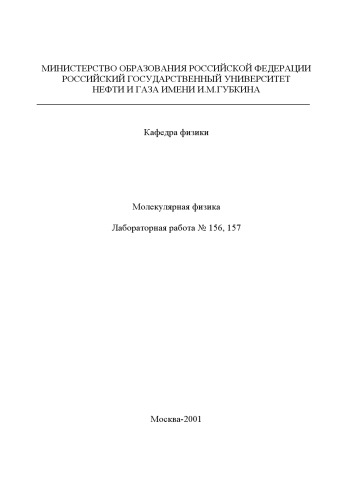 МИНИСТЕРСТВО ОБРАЗОВАНИЯ РОССИЙСКОЙ ФЕДЕРАЦИИ
РОССИЙСКИЙ ГОСУДАРСТВЕННЫЙ УНИВЕРСИТЕТ
НЕФТИ И ГАЗА ИМЕНИ И.М.ГУБКИНА
Кафедра физики
Молекулярная физика
Лабораторная работа № 156, 157
Москва-2001